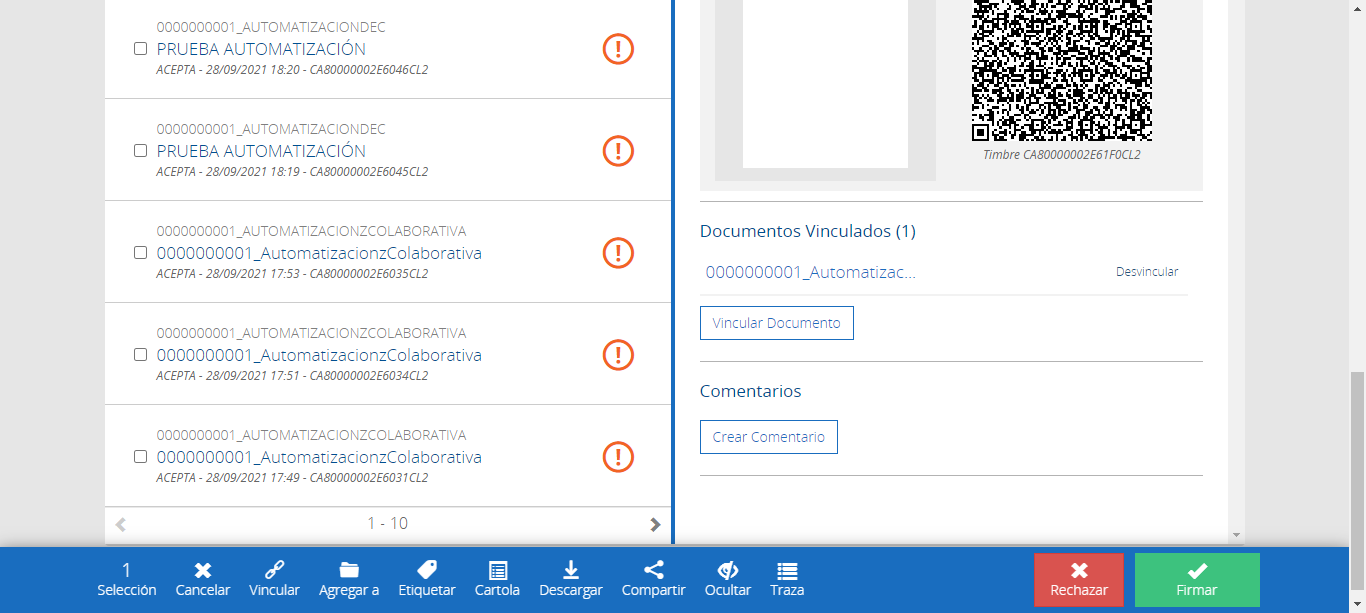 0000000001_AUTOMATIZACIONDEC
PRUEBA AUTOMATIZACIÓN
ACEPTA - 28/09/2021 18:20 - CA80000002E6046CL2
0000000001_AUTOMATIZACIONDEC
PRUEBA AUTOMATIZACIÓN
ACEPTA - 28/09/2021 18:19 - CA80000002E6045CL2
0000000001_AUTOMATIZACIONZCOLABORATIVA
0000000001_AutomatizacionzColaborativa
ACEPTA - 28/09/2021 17:53 - CA80000002E6035CL2
0000000001_AUTOMATIZACIONZCOLABORATIVA
0000000001_AutomatizacionzColaborativa
ACEPTA - 28/09/2021 17:51 - CA80000002E6034CL2
0000000001_AUTOMATIZACIONZCOLABORATIVA
0000000001_AutomatizacionzColaborativa
ACEPTA - 28/09/2021 17:49 - CA80000002E6031CL2
1 - 10
Timbre CA80000002E61F0CL2
Documentos Vinculados (1)
0000000001_Automatizac... Desvincular
Vincular Documento
Comentarios
Crear Comentario
1
Selección Cancelar Vincular Agregar a Etiquetar Cartola Descargar Compartir Ocultar Traza Rechazar Firmar